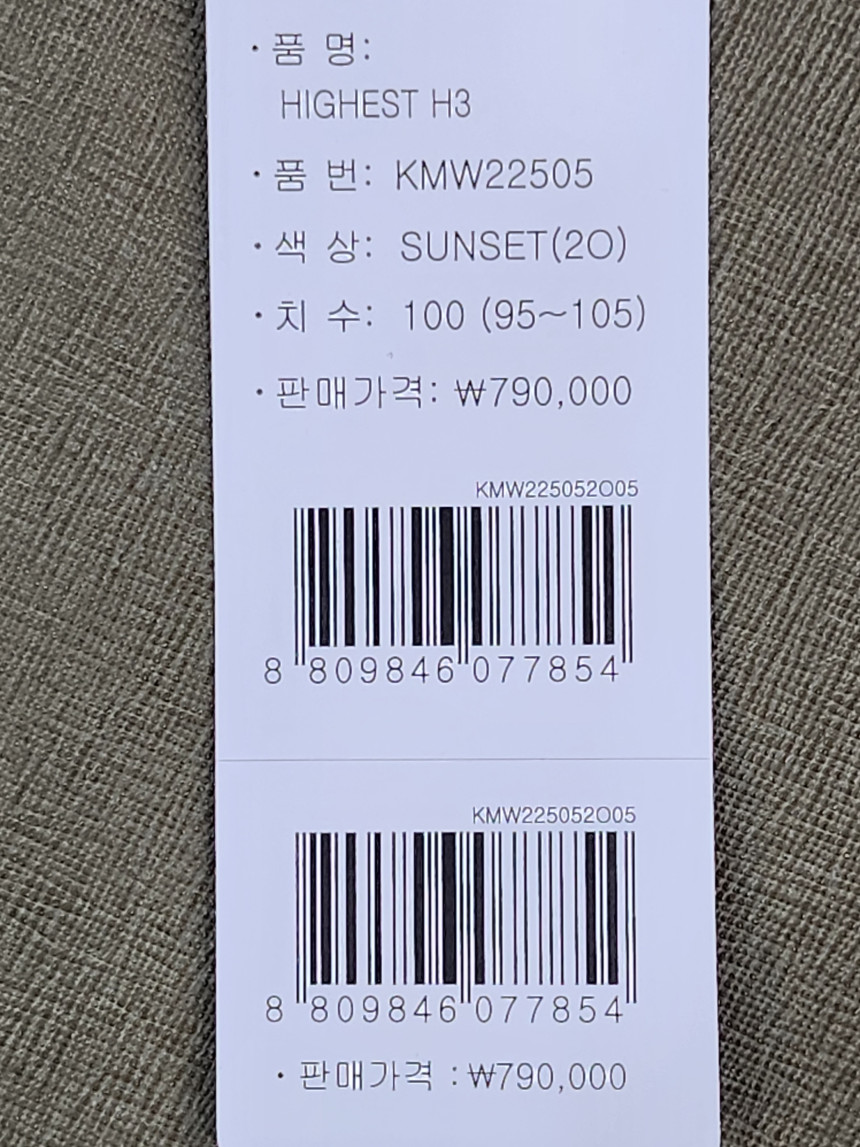 · 품 명:
HIGHEST H3
· 품 번: KMW22505
· 색 상: SUNSET(2O)
· 치 수: 100 (95~105)
· 판매가격: ₩790,000
KMW225052O05
8 809846 077854
KMW225052O05
8 809846 077854
· 판매가격 :₩790,000